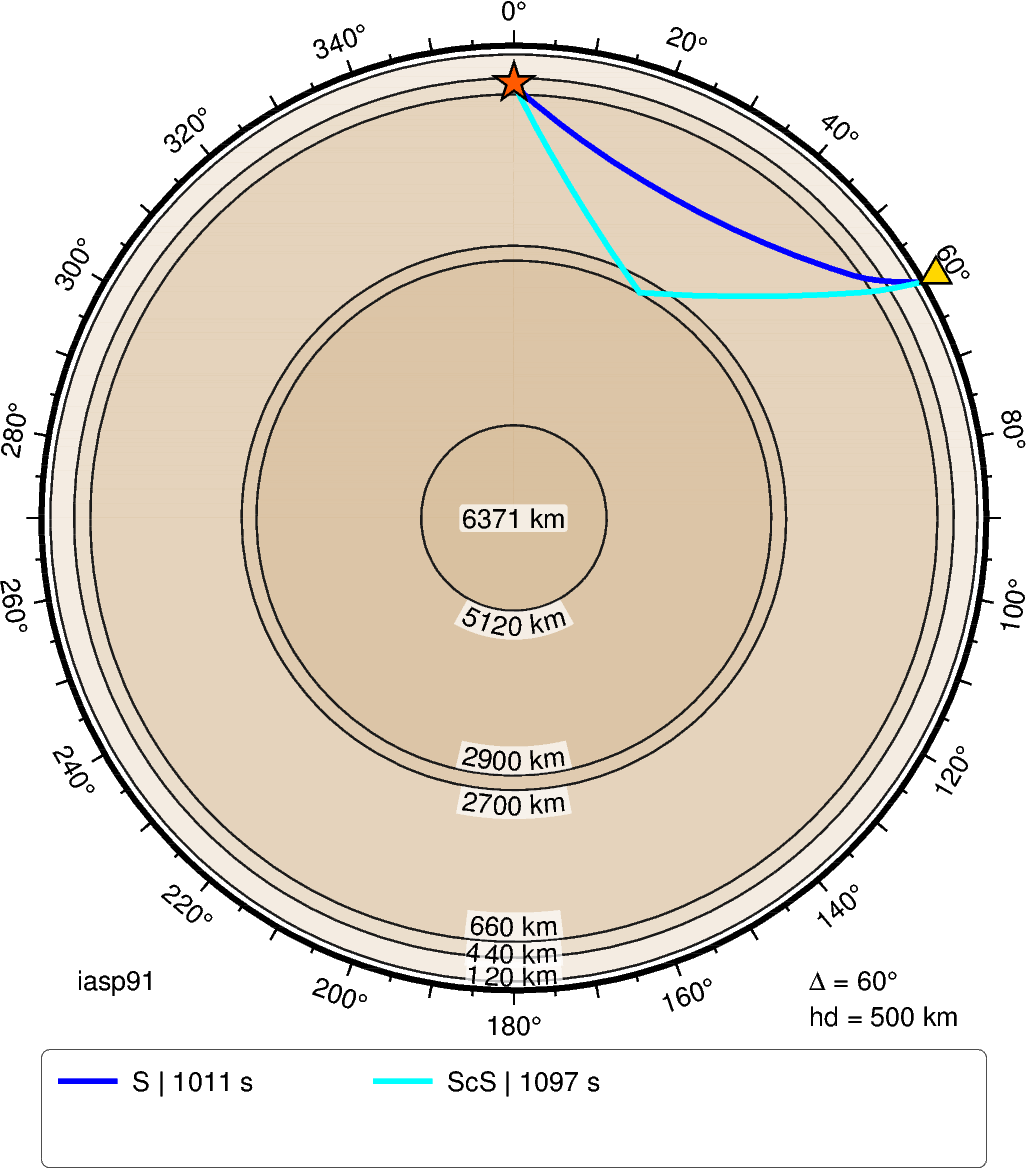 0°
20°
40°
60°
80°
100°
120°
140°
160°
180°
200°
220°
240°
260°
280°
300°
320°
340°
6371 km
5120 km
2900 km
2700 km
660 km
440 km
120 km
iasp91
Δ = 60°
hd = 500 km
S | 1011 s
ScS | 1097 s